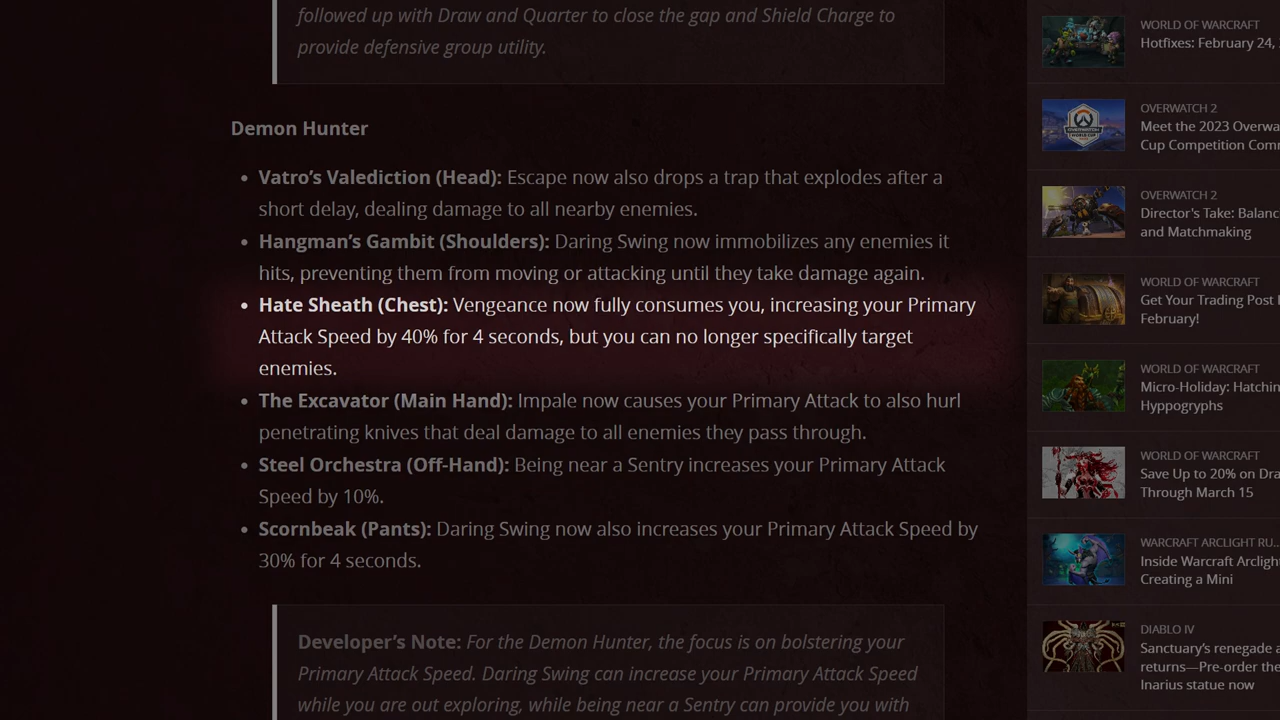 followed up with Draw and Quarter to close the gap and Shield Charge to
provide defensive group utility.
Demon Hunter
• Vatro’s Valediction (Head): Escape now also drops a trap that explodes after a
short delay, dealing damage to all nearby enemies.
• Hangman’s Gambit (Shoulders): Daring Swing now immobilizes any enemies it
hits, preventing them from moving or attacking until they take damage again.
• Hate Sheath (Chest): Vengeance now fully consumes you, increasing your Primary
Attack Speed by 40% for 4 seconds, but you can no longer specifically target
enemies.
• The Excavator (Main Hand): Impale now causes your Primary Attack to also hurl
penetrating knives that deal damage to all enemies they pass through.
• Steel Orchestra (Off-Hand): Being near a Sentry increases your Primary Attack
Speed by 10%.
• Scornbeak (Pants): Daring Swing now also increases your Primary Attack Speed by
30% for 4 seconds.
Developer’s Note: For the Demon Hunter, the focus is on bolstering your
Primary Attack Speed. Daring Swing can increase your Primary Attack Speed
while you are out exploring, while being near a Sentry can provide you with
WORLD OF WARCRAFT
Hotfixes: February 24,
OVERWATCH 2
Meet the 2023 Overwa
Cup Competition Com
OVERWATCH 2
Director's Take: Balanc
and Matchmaking
WORLD OF WARCRAFT
Get Your Trading Post
February!
WORLD OF WARCRAFT
Micro-Holiday: Hatchin
Hyppogryphs
WORLD OF WARCRAFT
Save Up to 20% on Dra
Through March 15
WARCRAFT ARCLIGHT RU...
Inside Warcraft Arcligh
Creating a Mini
DIABLO IV
Sanctuary’s renegade a
returns—Pre-order the
Inarius statue now